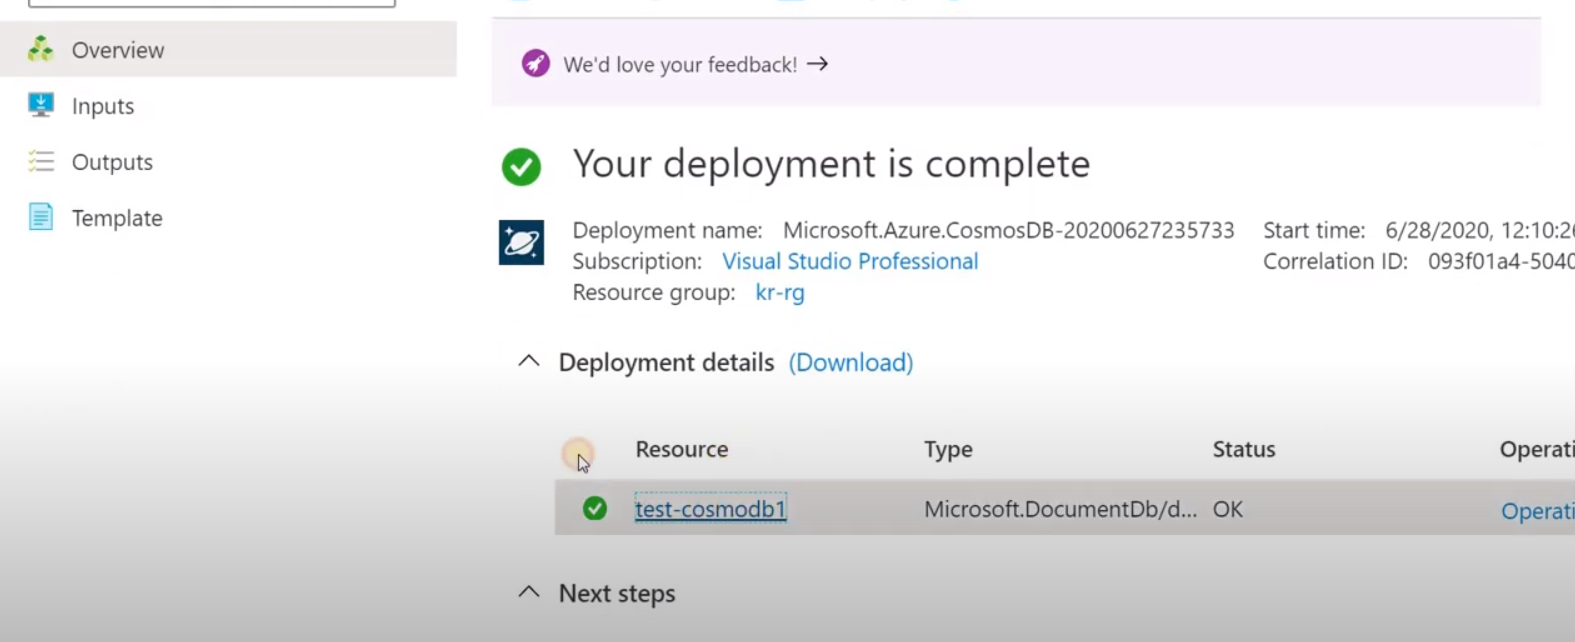 Overview
Inputs
Outputs
Template
We'd love your feedback! →
Your deployment is complete
Deployment name: Microsoft.Azure.CosmosDB-20200627235733 Start time: 6/28/2020, 12:10:26
Subscription: Visual Studio Professional Correlation ID: 093f01a4-5040
Resource group: kr-rg
Deployment details (Download)
Resource Type Status Operati
test-cosmodb1 Microsoft.DocumentDb/d... OK Operati
Next steps